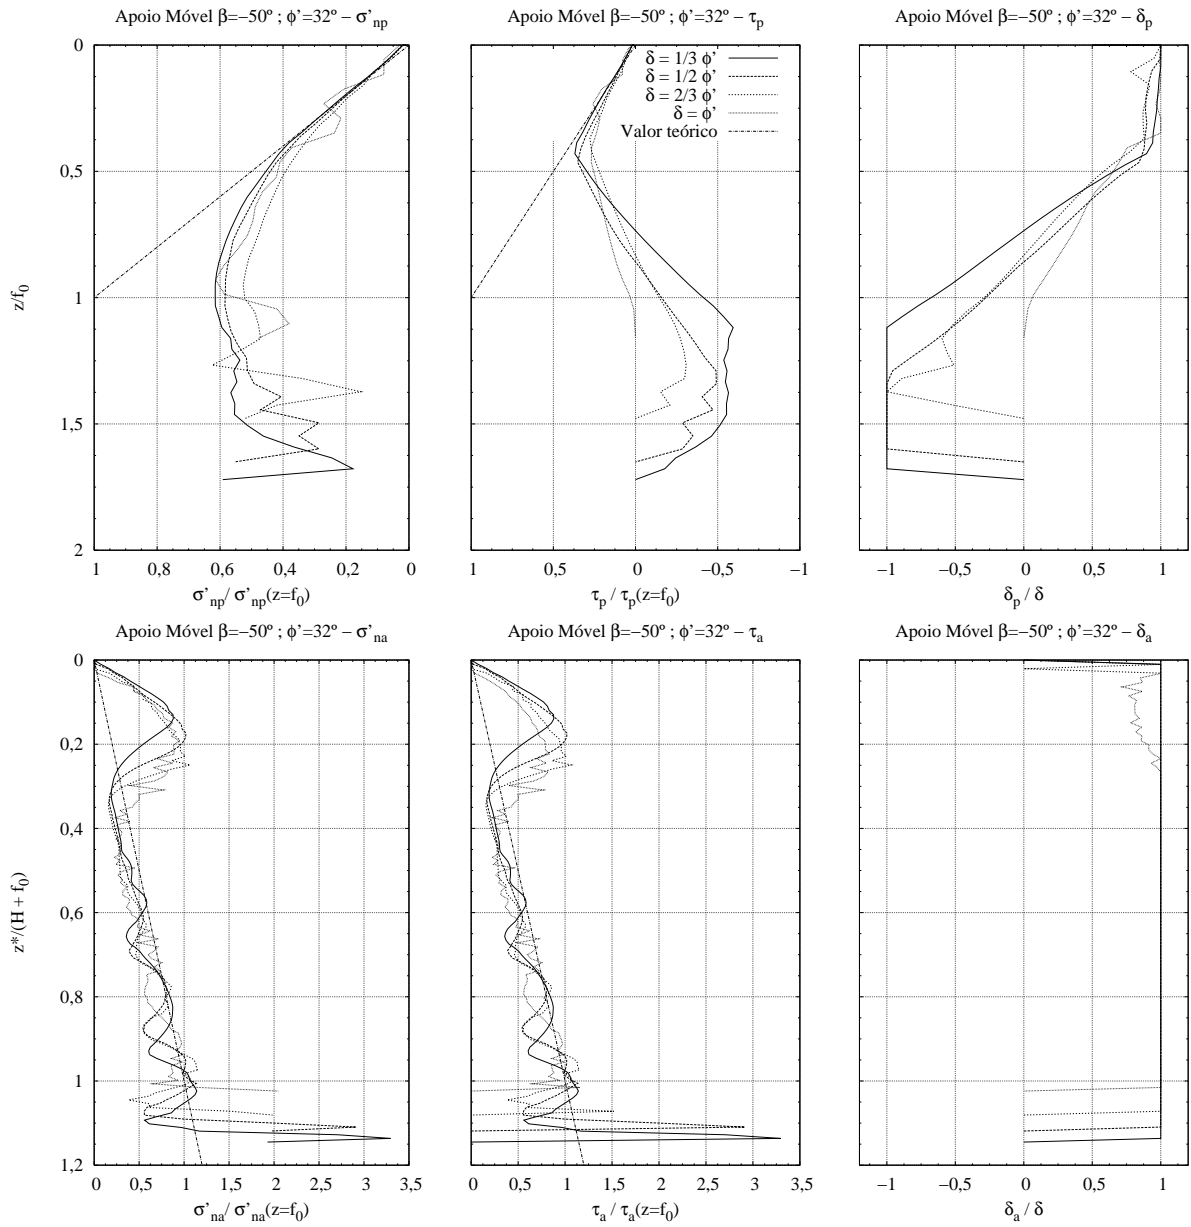 Apoio Móvel β=−50º ; ϕ’=32º − σ’np
0
0,5
1
1,5
2
z/f0
1
0,8
0,6
0,4
0,2
0
σ’np/ σ’np(z=f0)
Apoio Móvel β=−50º ; ϕ’=32º − τp
δ = 1/3 ϕ’
δ = 1/2 ϕ’
δ = 2/3 ϕ’
δ = ϕ’
Valor teórico
1
0,5
0
−0,5
−1
τp / τp(z=f0)
Apoio Móvel β=−50º ; ϕ’=32º − δp
−1
−0,5
0
0,5
1
δp / δ
Apoio Móvel β=−50º ; ϕ’=32º − σ’na
0
0,2
0,4
0,6
0,8
1
1,2
z*/(H + f0)
0
0,5
1
1,5
2
2,5
3
3,5
σ’na/ σ’na(z=f0)
Apoio Móvel β=−50º ; ϕ’=32º − τa
0
0,5
1
1,5
2
2,5
3
3,5
τa / τa(z=f0)
Apoio Móvel β=−50º ; ϕ’=32º − δa
−1
−0,5
0
0,5
1
δa / δ